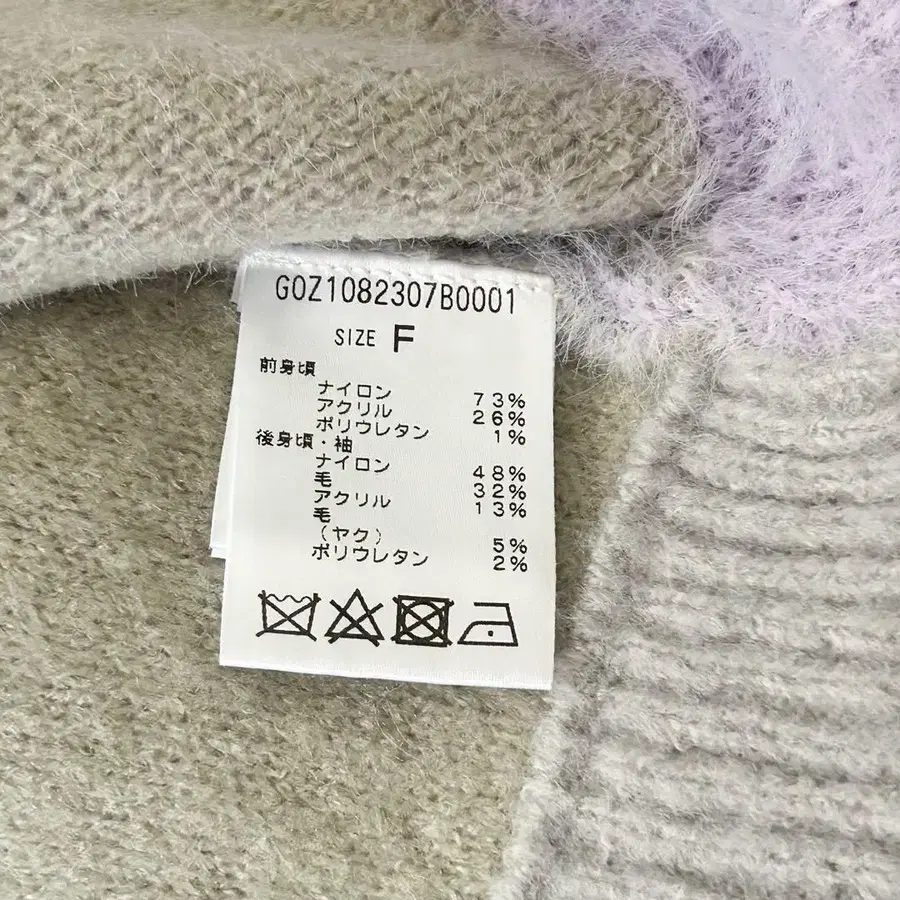 G0Z1082307B0001
SIZE F
前身頃
ナイロン 73%
アクリル 26%
ポリウレタン 1%
後身頃・袖
ナイロン 48%
毛 32%
アクリル 13%
毛
(ヤク) 5%
ポリウレタン 2%